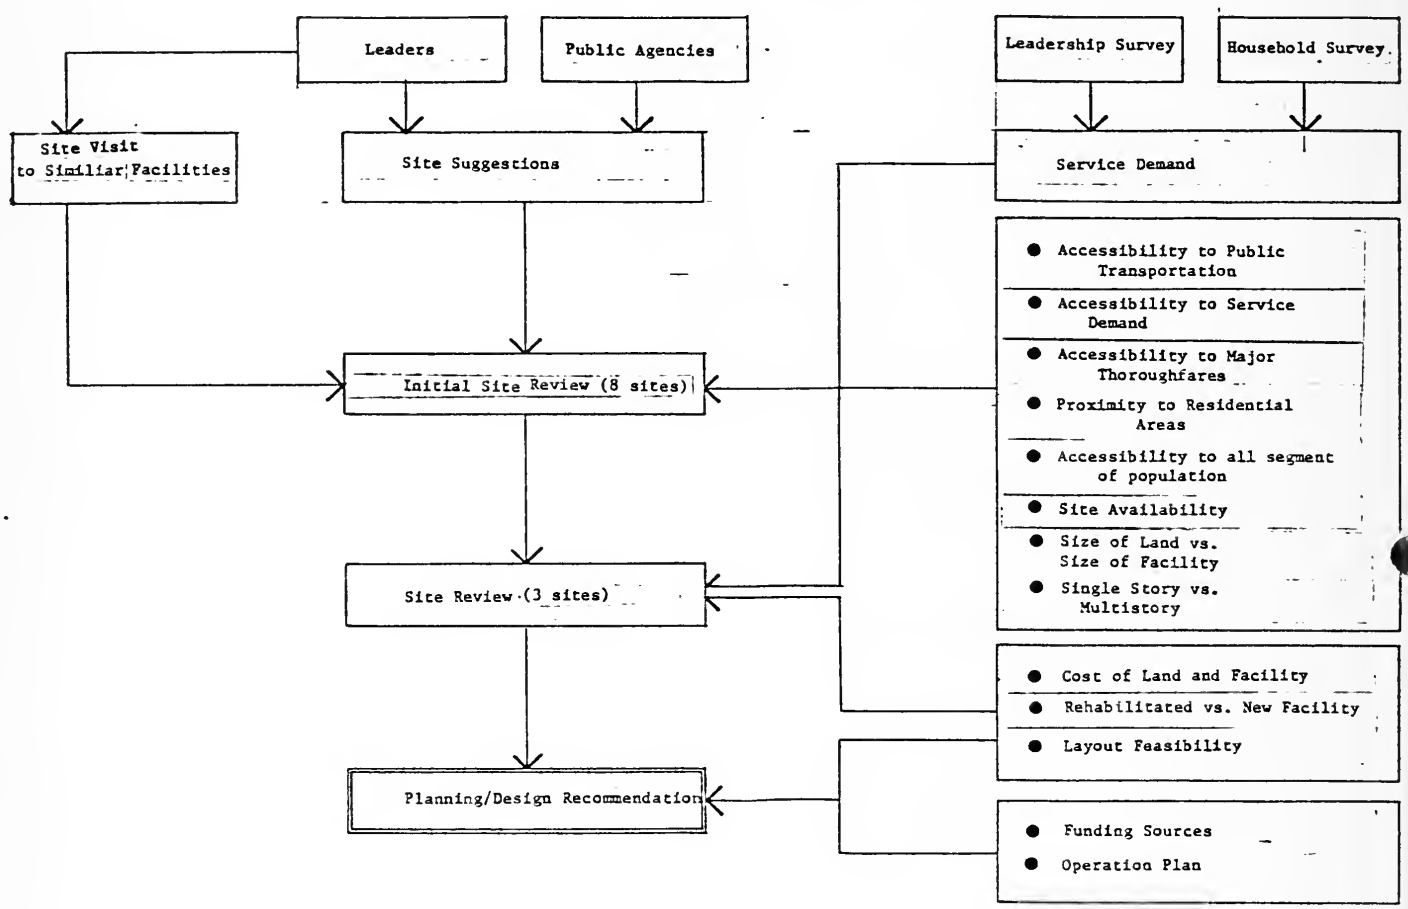 Leaders
Public Agencies
Leadership Survey
Household Survey
Site Visit
to Similiar Facilities
Site Suggestions
Service Demand
● Accessibility to Public
Transportation
● Accessibility to Service
Demand
● Accessibility to Major
Thoroughfares
● Proximity to Residential
Areas
● Accessibility to all segment
of population
● Site Availability
● Size of Land vs.
Size of Facility
● Single Story vs.
Multistory
Initial Site Review (8 sites)
Site Review (3 sites)
● Cost of Land and Facility
● Rehabilitated vs. New Facility
● Layout Feasibility
Planning/Design Recommendation
● Funding Sources
● Operation Plan